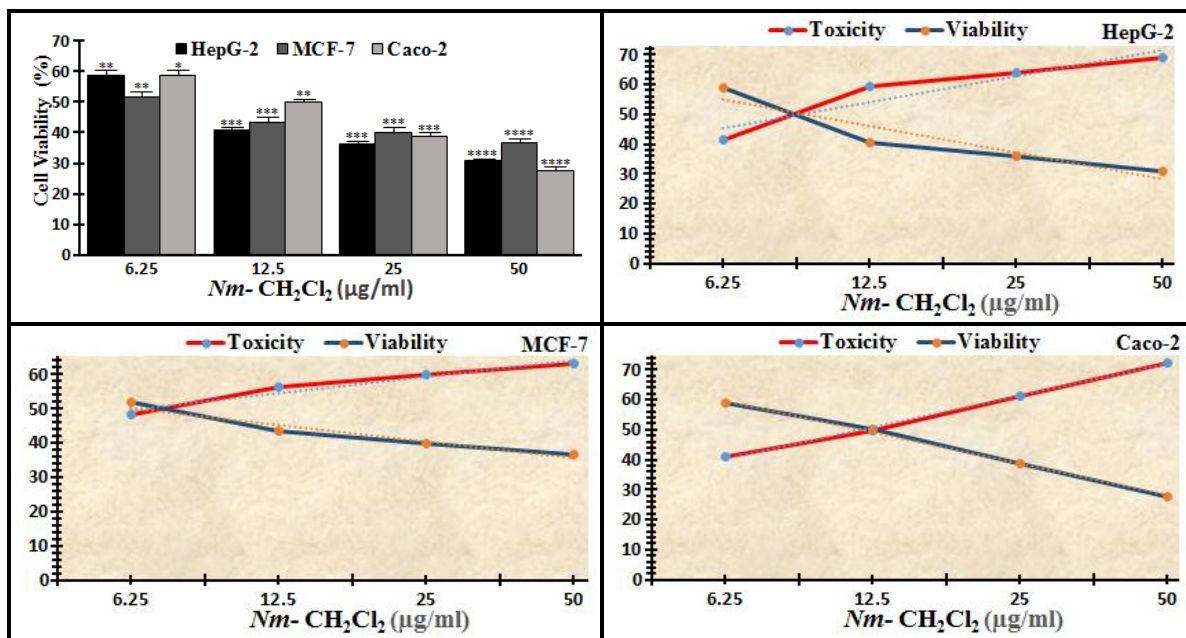 HepG-2 MCF-7 Caco-2
Cell Viability (%)
70
60
50
40
30
20
10
0
** ** *
*** *** **
*** *** ***
*** **** ****
6.25 12.5 25 50
Nm- CH₂Cl₂ (µg/ml)
Toxicity Viability HepG-2
70
60
50
40
30
20
10
0
6.25 12.5 25 50
Nm- CH₂Cl₂ (µg/ml)
Toxicity Viability MCF-7
60
50
40
30
20
10
0
6.25 12.5 25 50
Nm- CH₂Cl₂ (µg/ml)
Toxicity Viability Caco-2
70
60
50
40
30
20
10
0
6.25 12.5 25 50
Nm- CH₂Cl₂ (µg/ml)